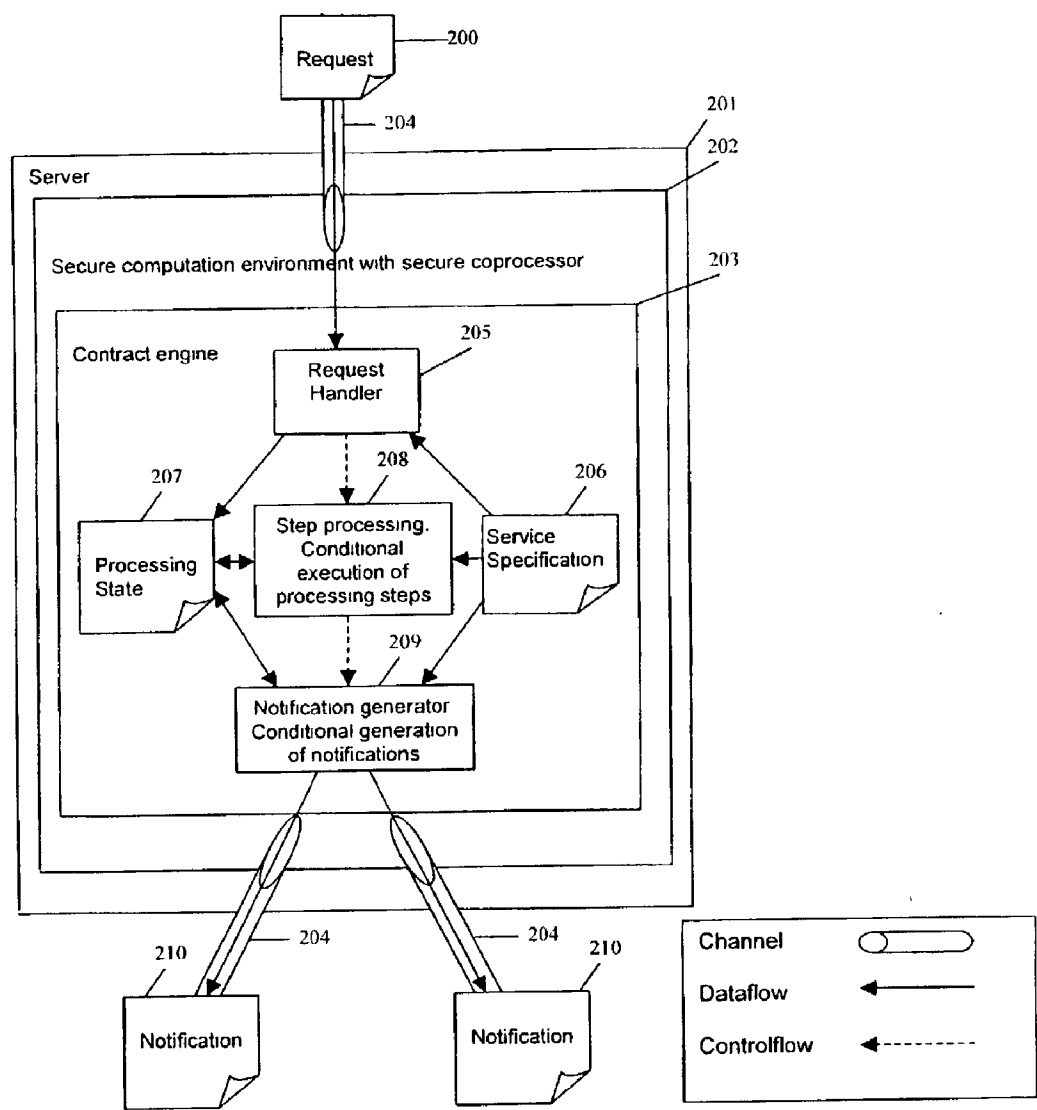 Request
200
204
201
202
Server
Secure computation environment with secure coprocessor
203
Contract engine
205
Request
Handler
207
208
206
Processing
State
Step processing.
Conditional
execution of
processing steps
Service
Specification
209
Notification generator
Conditional generation
of notifications
204
204
210
210
Notification
Notification
Channel
Dataflow
Controlflow